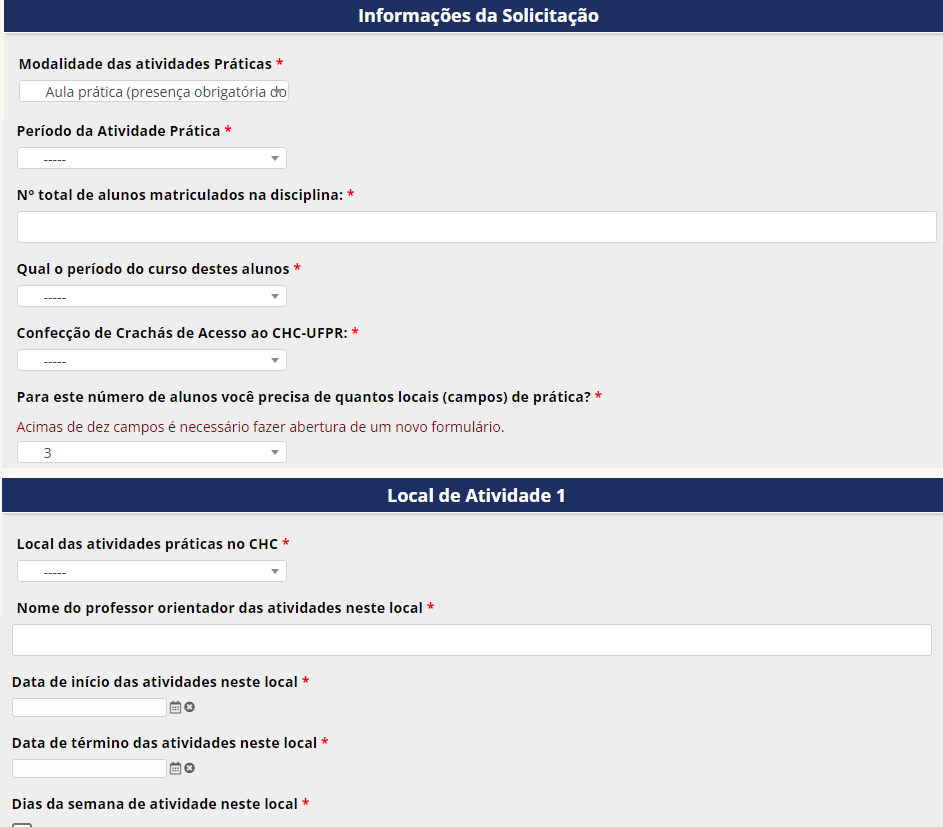 Informações da Solicitação
Modalidade das atividades Práticas *
Aula prática (presença obrigatória do
Período da Atividade Prática *
-----
Nº total de alunos matriculados na disciplina: *
Qual o período do curso destes alunos *
-----
Confecção de Crachás de Acesso ao CHC-UFPR: *
-----
Para este número de alunos você precisa de quantos locais (campos) de prática? *
Acimas de dez campos é necessário fazer abertura de um novo formulário.
3
Local de Atividade 1
Local das atividades práticas no CHC *
-----
Nome do professor orientador das atividades neste local *
Data de início das atividades neste local *
Data de término das atividades neste local *
Dias da semana de atividade neste local *